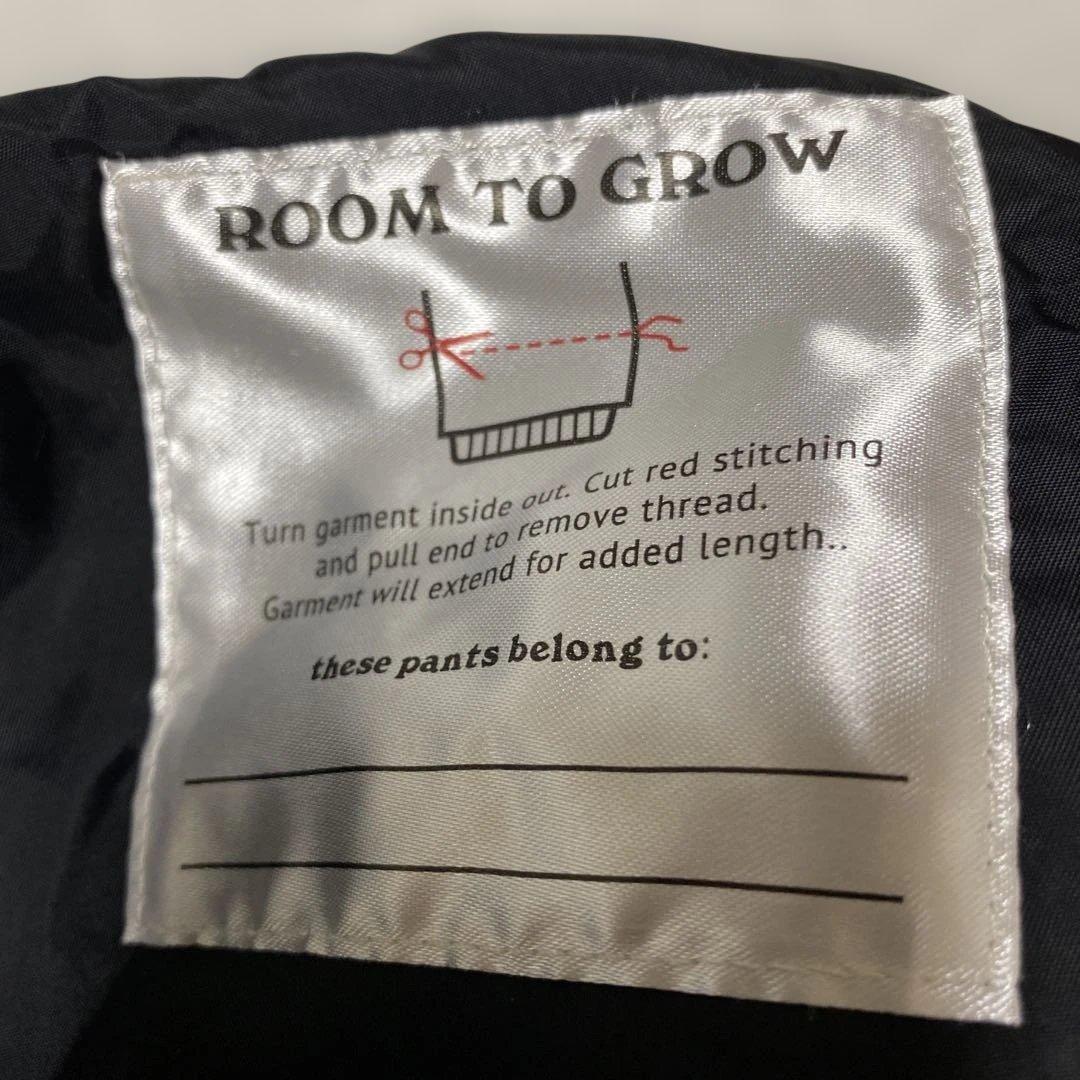 ROOM TO GROW
Turn garment inside out. Cut red stitching
and pull end to remove thread.
Garment will extend for added length..
these pants belong to: